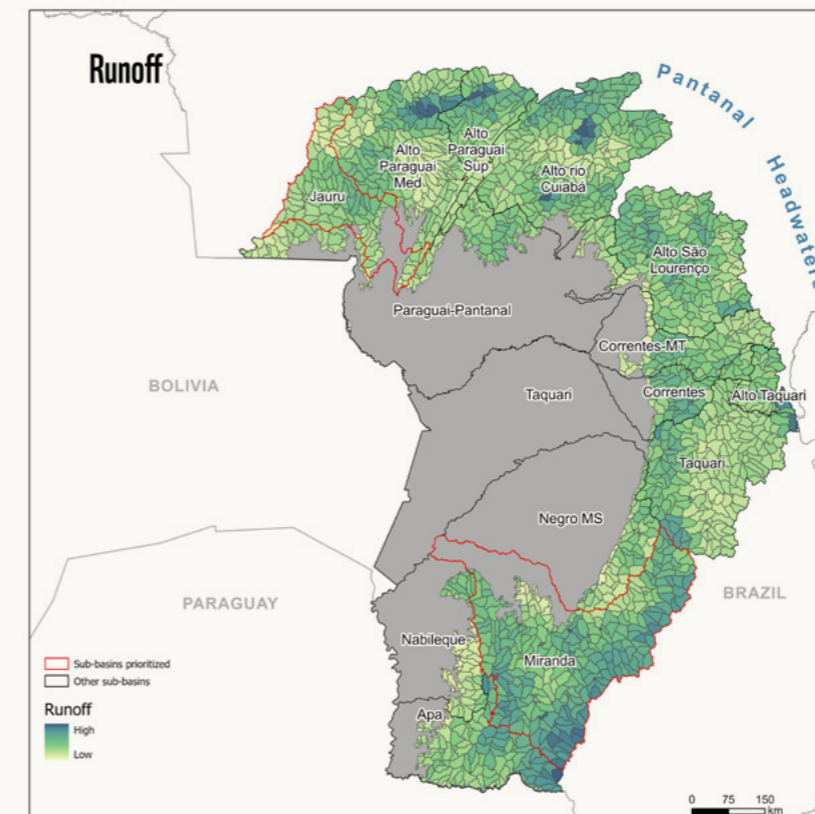 Runoff
Pantanal
Headwaters
Alto
Paraguai
Sup
Alto
Paraguai
Med
Alto rio
Cuiabá
Jauru
Alto São
Lourenço
Paraguai-Pantanal
Correntes-MT
BOLIVIA
Taquari
Correntes
Alto Taquari
Taquari
Negro MS
BRAZIL
PARAGUAY
Nabileque
Miranda
Sub-basins prioritized
Other sub-basins
Runoff
High
Low
Apa
0 75 150
km